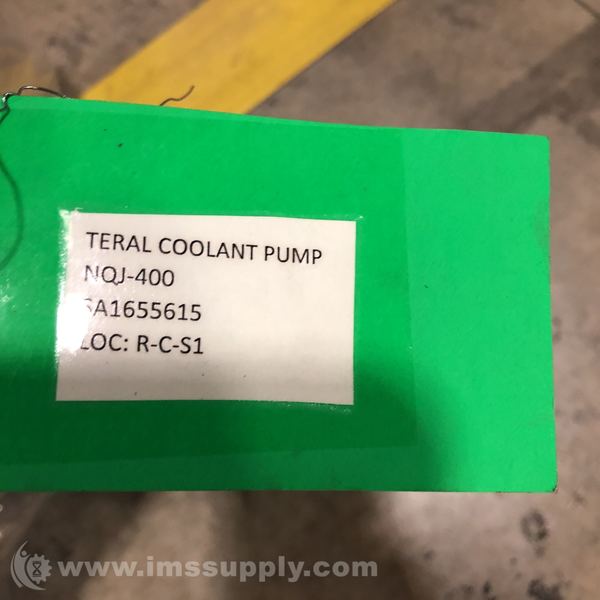 TERAL COOLANT PUMP
NQJ-400
SA1655615
LOC: R-C-S1
www.imssupply.com